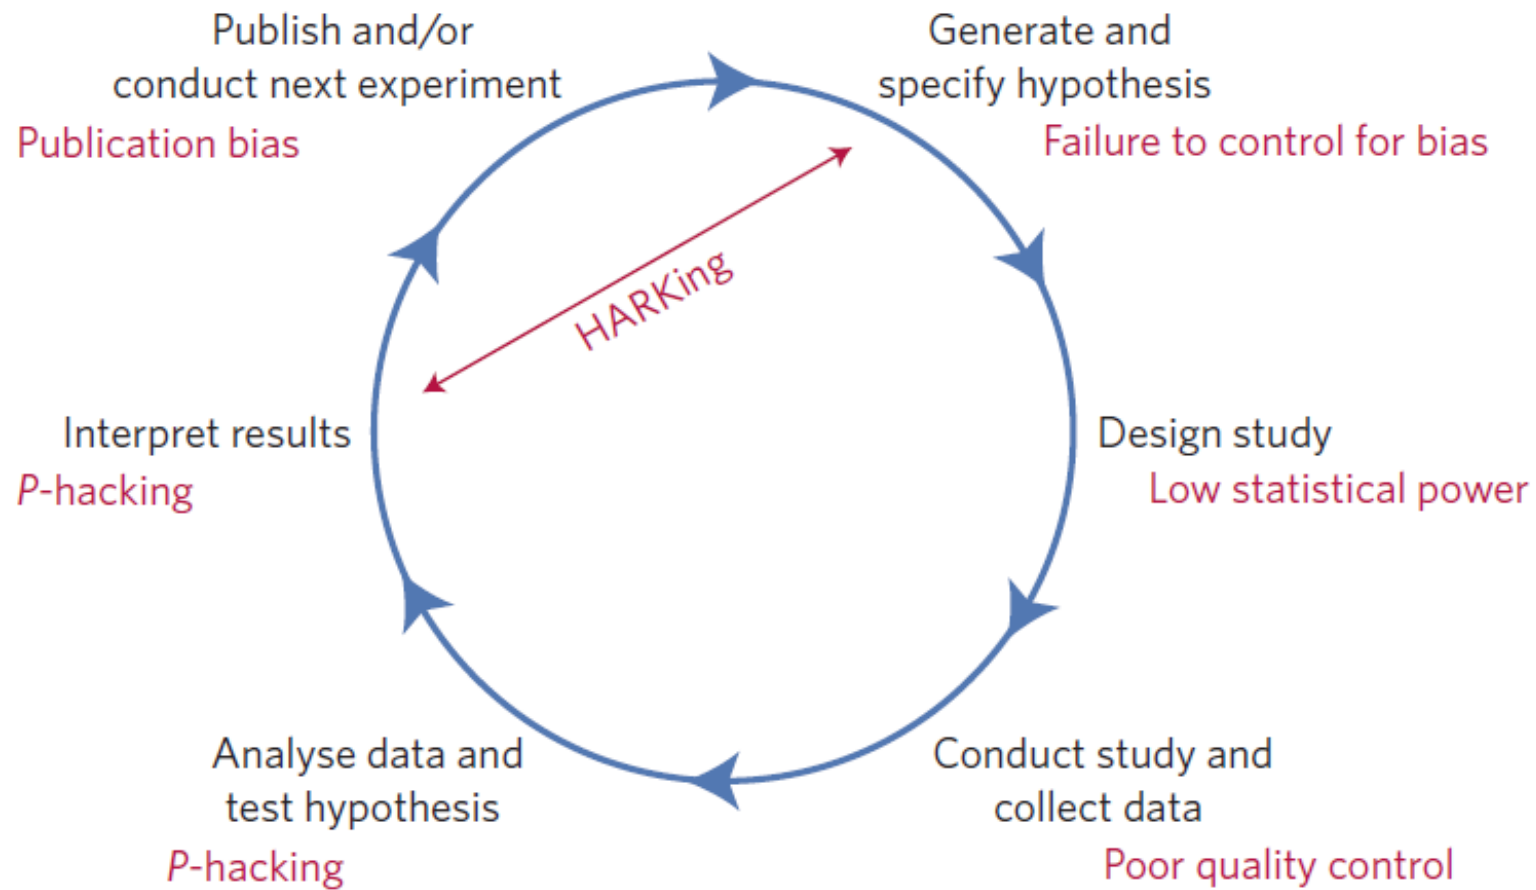 Publish and/or
conduct next experiment
Publication bias
Generate and
specify hypothesis
Failure to control for bias
HARKing
Interpret results
P-hacking
Design study
Low statistical power
Analyse data and
test hypothesis
P-hacking
Conduct study and
collect data
Poor quality control